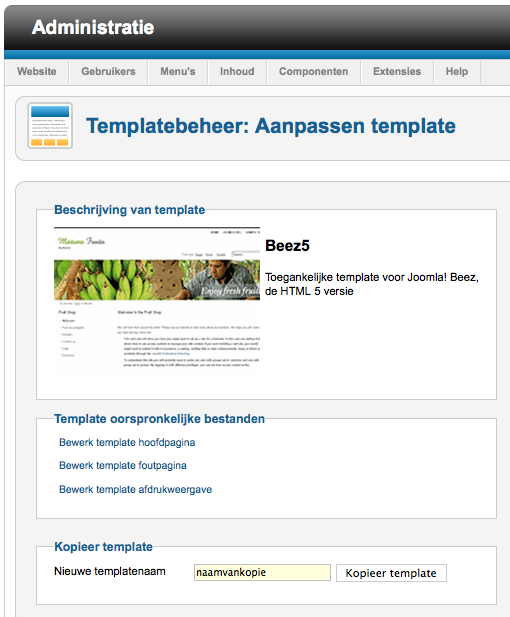 Administratie
Website Gebruikers Menu's Inhoud Componenten Extensies Help
Templatebeheer: Aanpassen template
Beschrijving van template
Enjoy fresh fruit
Fruit Shop
Welcome to the Fruit Shop
Beez5
Toegankelijke template voor Joomla! Beez,
de HTML 5 versie
Template oorspronkelijke bestanden
Bewerk template hoofdpagina
Bewerk template foutpagina
Bewerk template afdrukweergave
Kopieer template
Nieuwe templatenaam naamvankopie Kopieer template